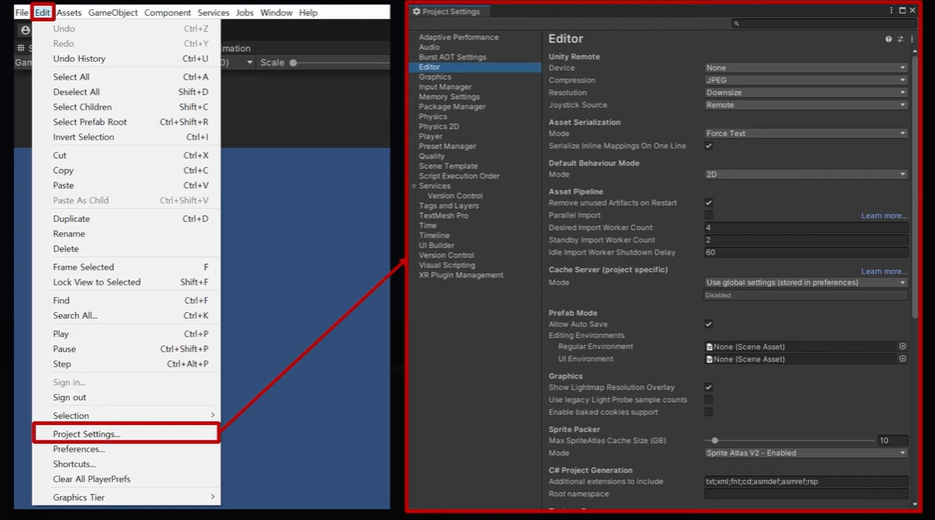 File Edit Assets GameObject Component Services Jobs Window Help
Undo Ctrl+Z
Redo Ctrl+Y
Undo History Ctrl+U
Select All Ctrl+A
Deselect All Shift+D
Select Children Shift+C
Select Prefab Root Ctrl+Shift+R
Invert Selection Ctrl+I
Cut Ctrl+X
Copy Ctrl+C
Paste Ctrl+V
Paste As Child Ctrl+Shift+V
Duplicate Ctrl+D
Rename
Delete
Frame Selected F
Lock View to Selected Shift+F
Find Ctrl+F
Search All... Ctrl+K
Play Ctrl+P
Pause Ctrl+Shift+P
Step Ctrl+Alt+P
Sign in...
Sign out
Selection
Project Settings...
Preferences...
Shortcuts...
Clear All PlayerPrefs
Graphics Tier
mation
Scale
Project Settings
Adaptive Performance
Audio
Burst AOT Settings
Editor
Graphics
Input Manager
Memory Settings
Package Manager
Physics
Physics 2D
Player
Preset Manager
Quality
Scene Template
Script Execution Order
Services
Version Control
Tags and Layers
TextMesh Pro
Time
Timeline
UI Builder
Version Control
Visual Scripting
XR Plugin Management
Editor
Unity Remote
Device None
Compression JPEG
Resolution Downsize
Joystick Source Remote
Asset Serialization
Mode Force Text
Serialize Inline Mappings On One Line
Default Behaviour Mode
Mode 2D
Asset Pipeline
Remove unused Artifacts on Restart
Parallel Import Learn more...
Desired Import Worker Count 4
Standby Import Worker Count 2
Idle Import Worker Shutdown Delay 60
Cache Server (project specific) Learn more...
Mode Use global settings (stored in preferences)
Disabled
Prefab Mode
Allow Auto Save
Editing Environments
Regular Environment None (Scene Asset)
UI Environment None (Scene Asset)
Graphics
Show Lightmap Resolution Overlay
Use legacy Light Probe sample counts
Enable baked cookies support
Sprite Packer
Max SpriteAtlas Cache Size (GB) 10
Mode Sprite Atlas V2 - Enabled
C# Project Generation
Additional extensions to include txt;xml;fnt;cd;asmdef;asmref;rsp
Root namespace